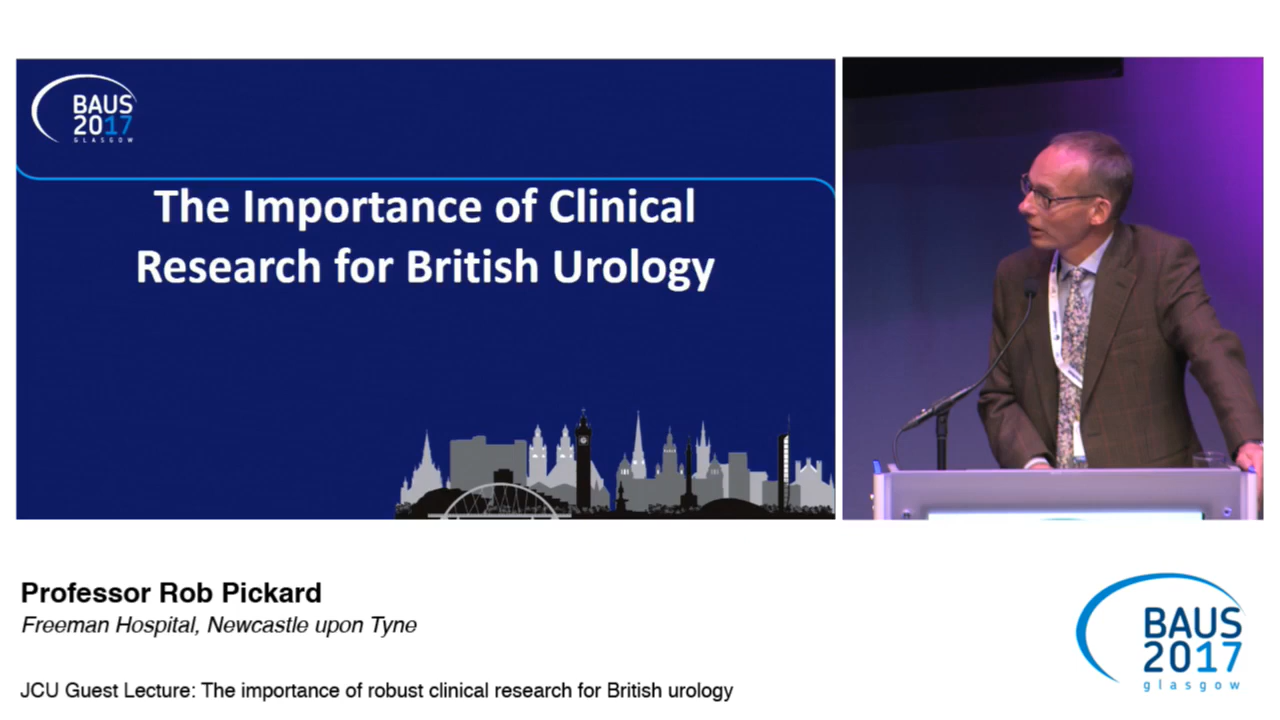 BAUS
2017
GLASGOW
The Importance of Clinical
Research for British Urology
Professor Rob Pickard
Freeman Hospital, Newcastle upon Tyne
JCU Guest Lecture: The importance of robust clinical research for British urology
BAUS
2017
glasgow